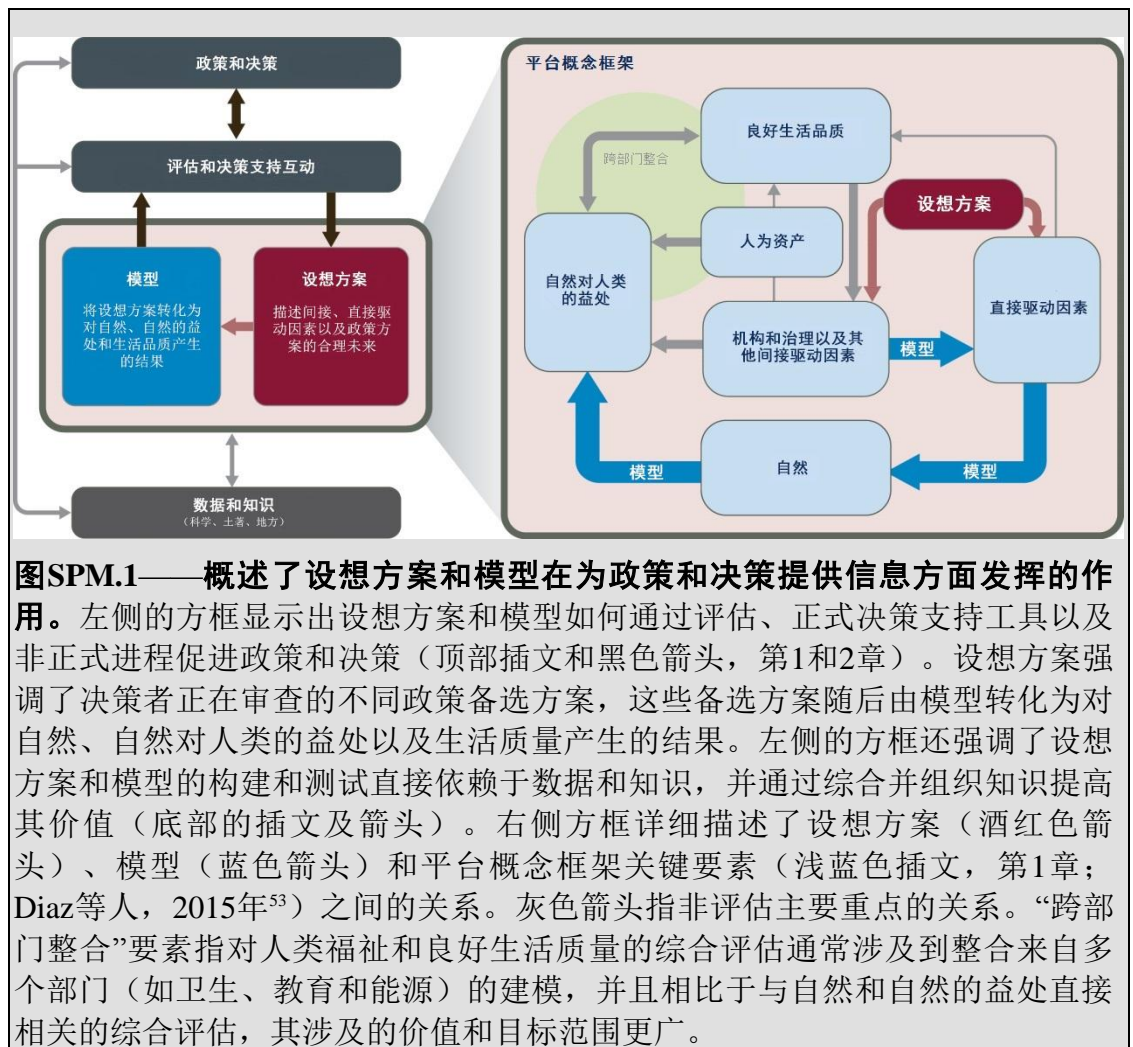 政策和决策
评估和决策支持互动
模型
将设想方案转化为
对自然、自然的益
处和生活品质产生
的结果
设想方案
描述间接、直接驱
动因素以及政策方
案的合理未来
数据和知识
(科学、土著、地方)
平台概念框架
良好生活品质
跨部门整合
设想方案
人为资产
自然对人类
的益处
直接驱动因素
机构和治理以及其
他间接驱动因素
模型
自然
模型
模型
图SPM.1——概述了设想方案和模型在为政策和决策提供信息方面发挥的作
用。左侧的方框显示出设想方案和模型如何通过评估、正式决策支持工具以及
非正式进程促进政策和决策（顶部插文和黑色箭头，第1和2章）。设想方案强
调了决策者正在审查的不同政策备选方案，这些备选方案随后由模型转化为对
自然、自然对人类的益处以及生活质量产生的结果。左侧的方框还强调了设想
方案和模型的构建和测试直接依赖于数据和知识，并通过综合并组织知识提高
其价值（底部的插文及箭头）。右侧方框详细描述了设想方案（酒红色箭
头）、模型（蓝色箭头）和平台概念框架关键要素（浅蓝色插文，第1章；
Diaz等人，2015年53）之间的关系。灰色箭头指非评估主要重点的关系。“跨部
门整合”要素指对人类福祉和良好生活质量的综合评估通常涉及到整合来自多
个部门（如卫生、教育和能源）的建模，并且相比于与自然和自然的益处直接
相关的综合评估，其涉及的价值和目标范围更广。